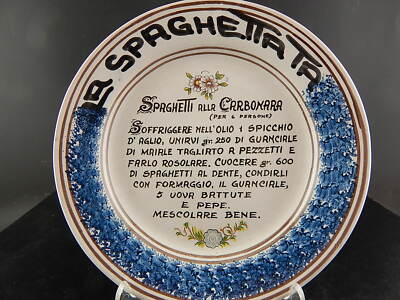 LA SPAGHETTATA
SPAGHETTI ALLA CARBONARA
(PER 6 PERSONE)
SOFFRIGGERE NELL'OLIO 1 SPICCHIO
D'AGLIO, UNIRVI gr. 250 DI GUANCIALE
DI MAIALE TAGLIATO A PEZZETTI E
FARLO ROSOLARE. CUOCERE gr. 600
DI SPAGHETTI AL DENTE, CONDIRLI
CON FORMAGGIO, IL GUANCIALE,
5 UOVA BATTUTE
E PEPE.
MESCOLARE BENE.